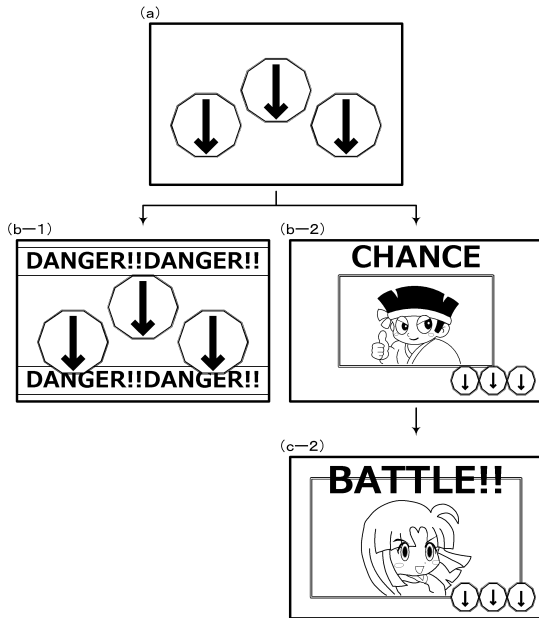 (a)
(b−1)
DANGER!!DANGER!!
DANGER!!DANGER!!
(b−2)
CHANCE
(c−2)
BATTLE!!